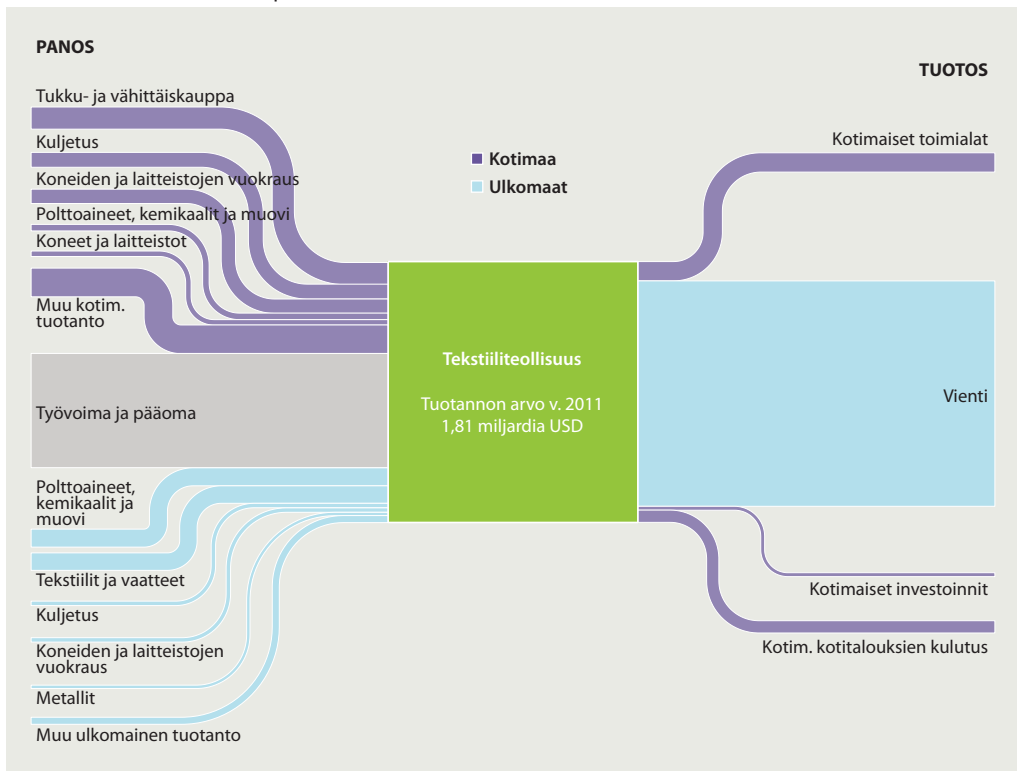 PANOS
TUOTOS
Tukku- ja vähittäiskauppa
Kuljetus
Koneiden ja laitteistojen vuokraus
Polttoaineet, kemikaalit ja muovi
Koneet ja laitteistot
Muu kotim.
tuotanto
Työvoima ja pääoma
Polttoaineet,
kemikaalit ja
muovi
Tekstiilit ja vaatteet
Kuljetus
Koneiden ja laitteistojen
vuokraus
Metallit
Muu ulkomainen tuotanto
Kotimaa
Ulkomaat
Tekstiiliteollisuus
Tuotannon arvo v. 2011
1,81 miljardia USD
Kotimaiset toimialat
Vienti
Kotimaiset investoinnit
Kotim. kotitalouksien kulutus